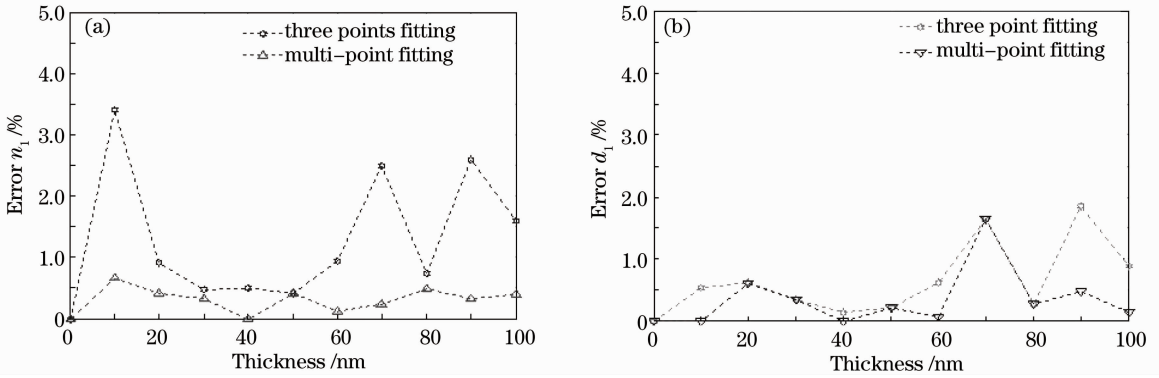 (a)
three points fitting
multi-point fitting
5.0
4.0
3.0
2.0
1.0
0
Error n1 /%
0 20 40 60 80 100
Thickness /nm
(b)
three point fitting
multi-point fitting
5.0
4.0
3.0
2.0
1.0
0
Error d1 /%
0 20 40 60 80 100
Thickness /nm